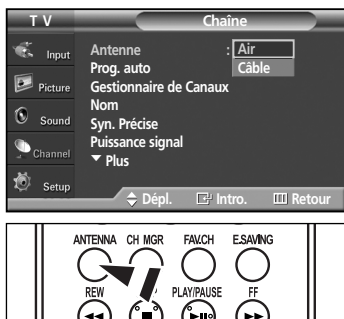 T V Chaîne
Input Antenne : Air
Prog. auto Câble
Picture Gestionnaire de Canaux
Nom
Sound Syn. Précise
Channel Puissance signal
▼ Plus
Setup
Dépl. Intro. Retour
ANTENNA CH MGR FAV.CH E.SAVING
REW PLAY/PAUSE FF